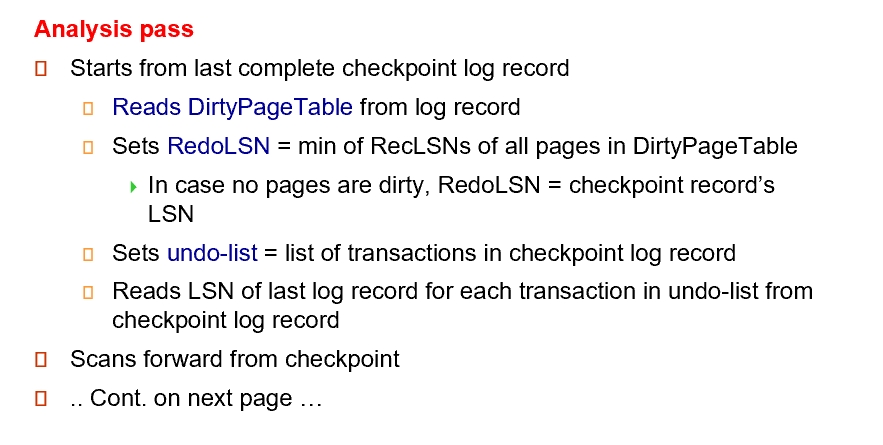 Analysis pass
Starts from last complete checkpoint log record
Reads DirtyPageTable from log record
Sets RedoLSN = min of RecLSNs of all pages in DirtyPageTable
In case no pages are dirty, RedoLSN = checkpoint record’s
LSN
Sets undo-list = list of transactions in checkpoint log record
Reads LSN of last log record for each transaction in undo-list from
checkpoint log record
Scans forward from checkpoint
.. Cont. on next page …